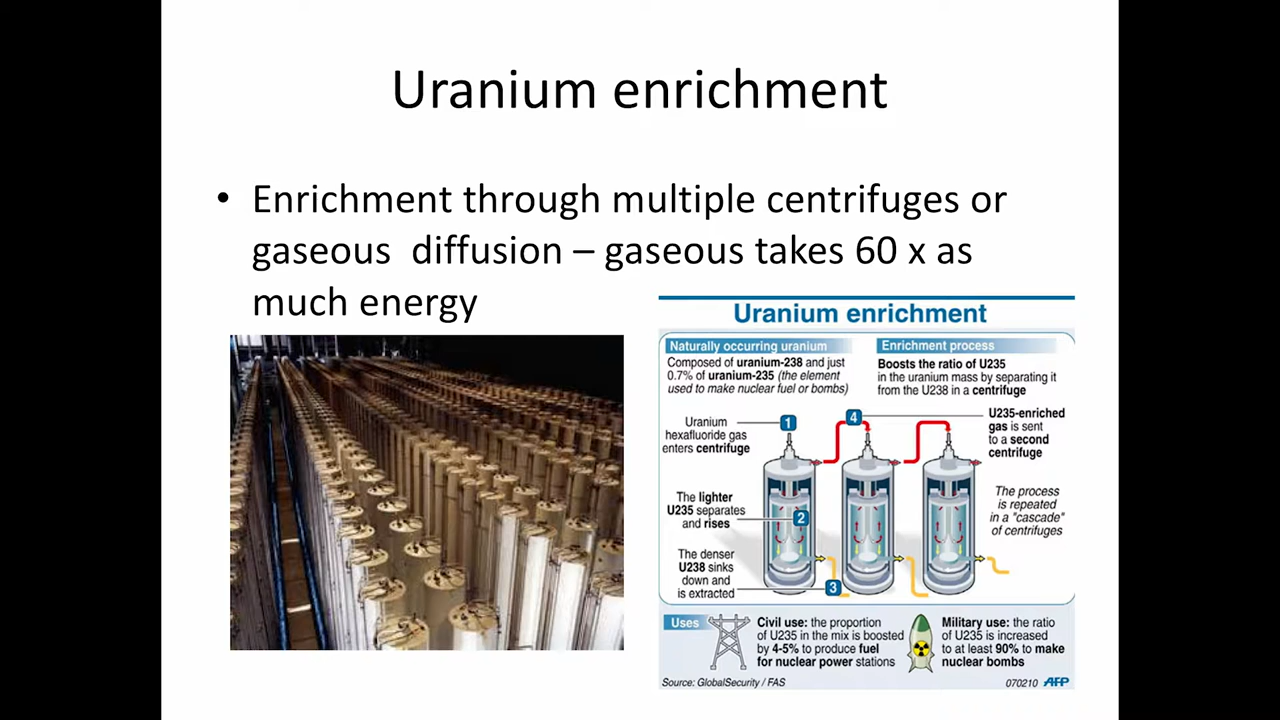 Uranium enrichment
• Enrichment through multiple centrifuges or
gaseous diffusion – gaseous takes 60 x as
much energy
Uranium enrichment
Naturally occurring uranium
Composed of uranium-238 and just
0.7% of uranium-235 (the element
used to make nuclear fuel or bombs)
Enrichment process
Boosts the ratio of U235
in the uranium mass by separating it
from the U238 in a centrifuge
Uranium
hexafluoride gas
enters centrifuge
1
4
U235-enriched
gas is sent
to a second
centrifuge
The lighter
U235 separates
and rises
2
The process
is repeated
in a "cascade"
of centrifuges
The denser
U238 sinks
down and
is extracted
3
Uses
Civil use: the proportion
of U235 in the mix is boosted
by 4-5% to produce fuel
for nuclear power stations
Military use: the ratio
of U235 is increased
to at least 90% to make
nuclear bombs
Source: GlobalSecurity / FAS
070210 AFP